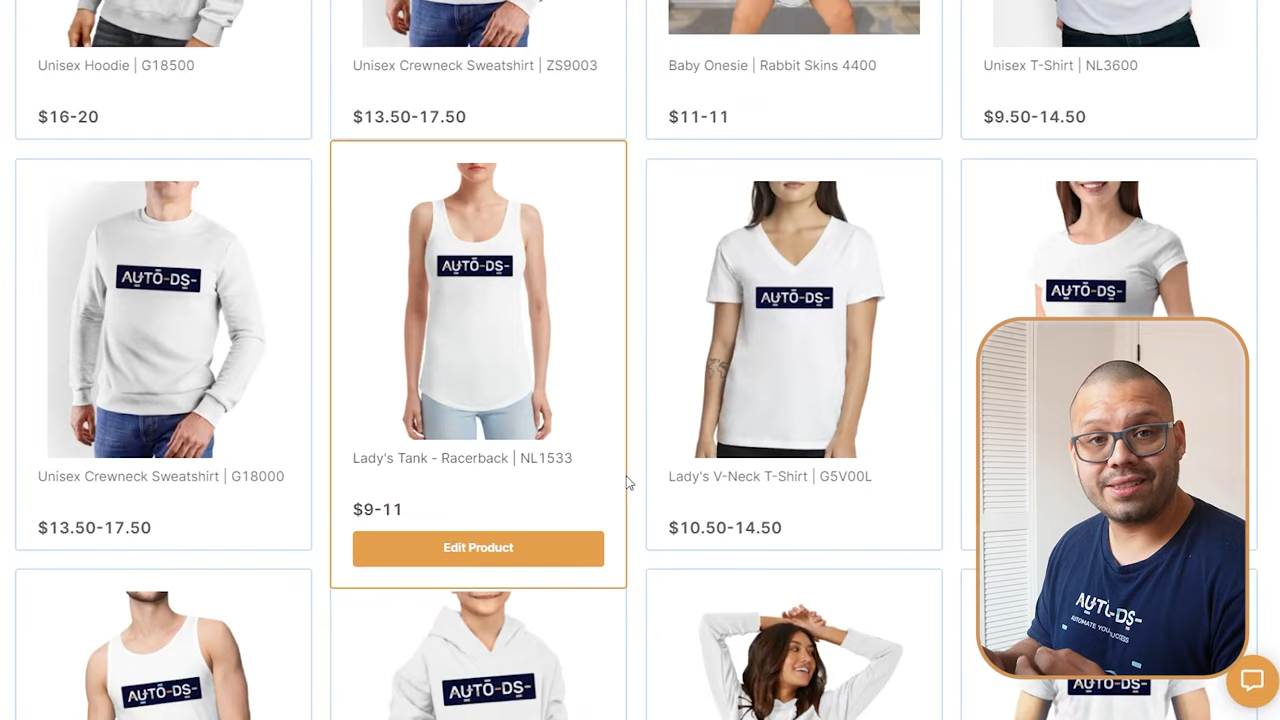 Unisex Hoodie | G18500
Unisex Crewneck Sweatshirt | ZS9003
Baby Onesie | Rabbit Skins 4400
Unisex T-Shirt | NL3600
$16-20
$13.50-17.50
$11-11
$9.50-14.50
AUTO-DS-
AUTO-DS-
AUTO-DS-
AUTO-DS-
Unisex Crewneck Sweatshirt | G18000
Lady's Tank - Racerback | NL1533
Lady's V-Neck T-Shirt | G5V00L
$13.50-17.50
$9-11
$10.50-14.50
Edit Product
AUTO-DS-
AUTOMATE YOUR SUCCESS
AUTO-DS-
AUTO-DS-
AUTO-DS-